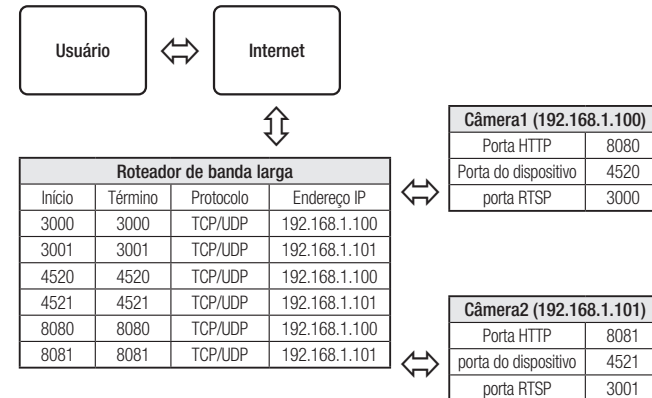 Usuário
Internet
Roteador de banda larga
Início Término Protocolo Endereço IP
3000 3000 TCP/UDP 192.168.1.100
3001 3001 TCP/UDP 192.168.1.101
4520 4520 TCP/UDP 192.168.1.100
4521 4521 TCP/UDP 192.168.1.101
8080 8080 TCP/UDP 192.168.1.100
8081 8081 TCP/UDP 192.168.1.101
Câmera1 (192.168.1.100)
Porta HTTP 8080
Porta do dispositivo 4520
porta RTSP 3000
Câmera2 (192.168.1.101)
Porta HTTP 8081
porta do dispositivo 4521
porta RTSP 3001